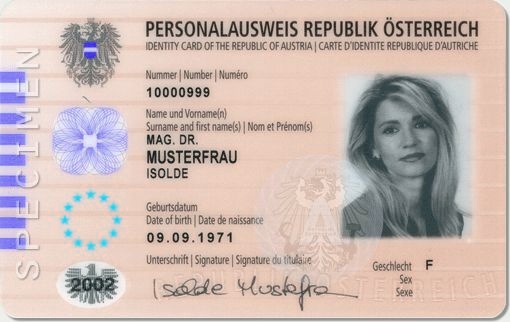 PERSONALAUSWEIS REPUBLIK ÖSTERREICH
IDENTITY CARD OF THE REPUBLIC OF AUSTRIA | CARTE D'IDENTITE REPUBLIQUE D'AUTRICHE
Nummer | Number | Numéro
10000999
Name und Vorname(n)
Surname and first name(s) | Nom et Prénom(s)
MAG. DR.
MUSTERFRAU
ISOLDE
Geburtsdatum
Date of birth | Date de naissance
09.09.1971
Unterschrift | Signature | Signature du titulaire
Isolde Musterfrau
Geschlecht F
Sex
Sexe
2002
SPECIMEN